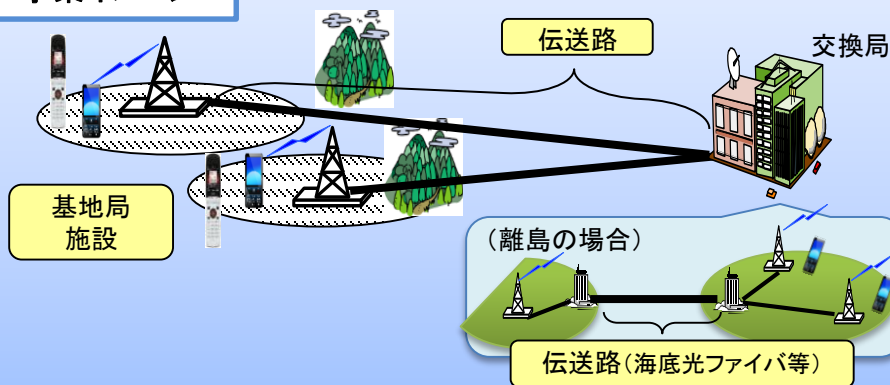 伝送路
交換局
基地局
施設
(離島の場合)
伝送路(海底光ファイバ等)